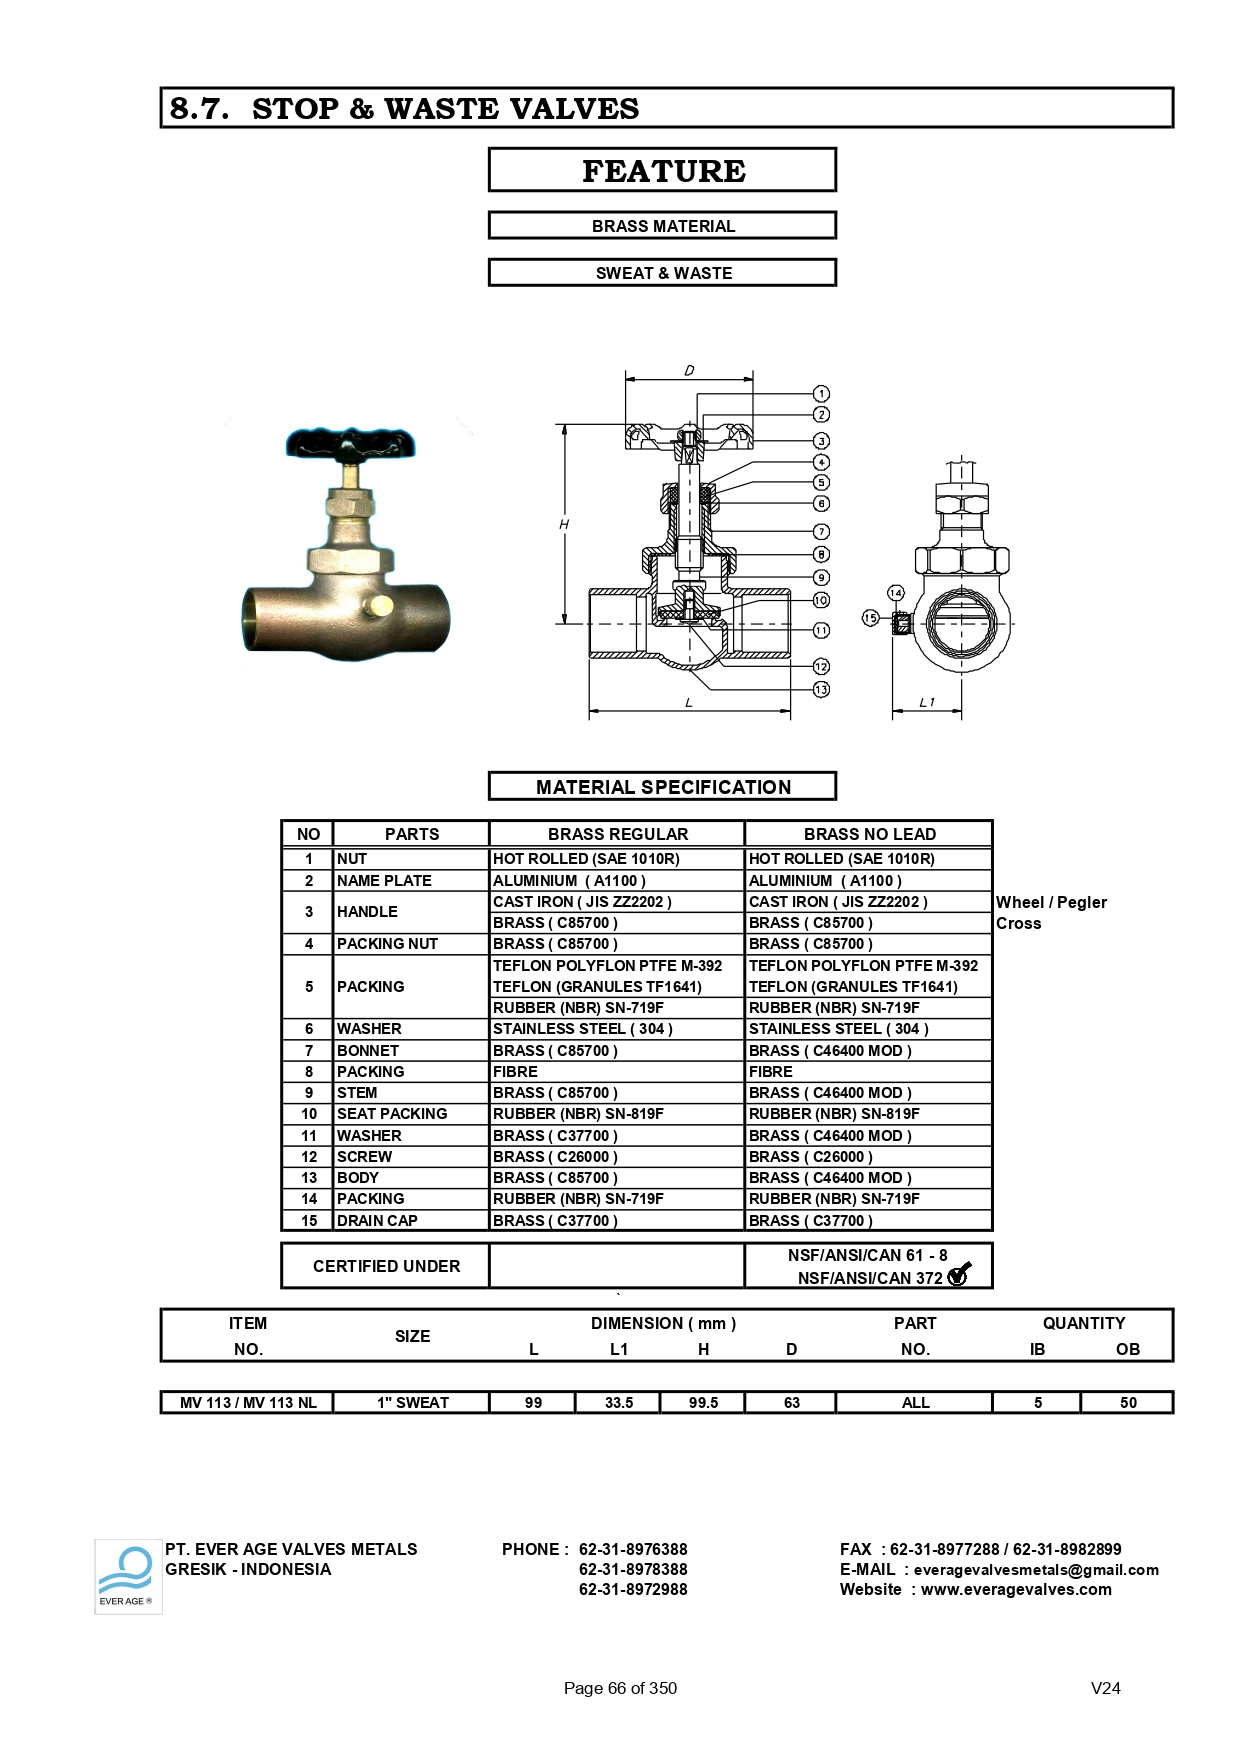 8.7. STOP & WASTE VALVES
FEATURE
BRASS MATERIAL
SWEAT & WASTE
D
1
2
3
4
5
6
7
8
9
10
11
12
13
H
L
14
15
L1
MATERIAL SPECIFICATION
NO PARTS BRASS REGULAR BRASS NO LEAD
1 NUT HOT ROLLED (SAE 1010R) HOT ROLLED (SAE 1010R)
2 NAME PLATE ALUMINIUM ( A1100 ) ALUMINIUM ( A1100 )
3 HANDLE CAST IRON ( JIS ZZ2202 ) CAST IRON ( JIS ZZ2202 ) Wheel / Pegler
BRASS ( C85700 ) BRASS ( C85700 ) Cross
4 PACKING NUT BRASS ( C85700 ) BRASS ( C85700 )
TEFLON POLYFLON PTFE M-392 TEFLON POLYFLON PTFE M-392
5 PACKING TEFLON (GRANULES TF1641) TEFLON (GRANULES TF1641)
RUBBER (NBR) SN-719F RUBBER (NBR) SN-719F
6 WASHER STAINLESS STEEL ( 304 ) STAINLESS STEEL ( 304 )
7 BONNET BRASS ( C85700 ) BRASS ( C46400 MOD )
8 PACKING FIBRE FIBRE
9 STEM BRASS ( C85700 ) BRASS ( C46400 MOD )
10 SEAT PACKING RUBBER (NBR) SN-819F RUBBER (NBR) SN-819F
11 WASHER BRASS ( C37700 ) BRASS ( C46400 MOD )
12 SCREW BRASS ( C26000 ) BRASS ( C26000 )
13 BODY BRASS ( C85700 ) BRASS ( C46400 MOD )
14 PACKING RUBBER (NBR) SN-719F RUBBER (NBR) SN-719F
15 DRAIN CAP BRASS ( C37700 ) BRASS ( C37700 )
CERTIFIED UNDER NSF/ANSI/CAN 61 - 8
NSF/ANSI/CAN 372
`
ITEM SIZE DIMENSION ( mm ) PART QUANTITY
NO. L L1 H D NO. IB OB
MV 113 / MV 113 NL 1" SWEAT 99 33.5 99.5 63 ALL 5 50
PT. EVER AGE VALVES METALS PHONE : 62-31-8976388 FAX : 62-31-8977288 / 62-31-8982899
GRESIK - INDONESIA 62-31-8978388 E-MAIL : everagevalvesmetals@gmail.com
62-31-8972988 Website : www.everagevalves.com
EVER AGE ®
Page 66 of 350 V24